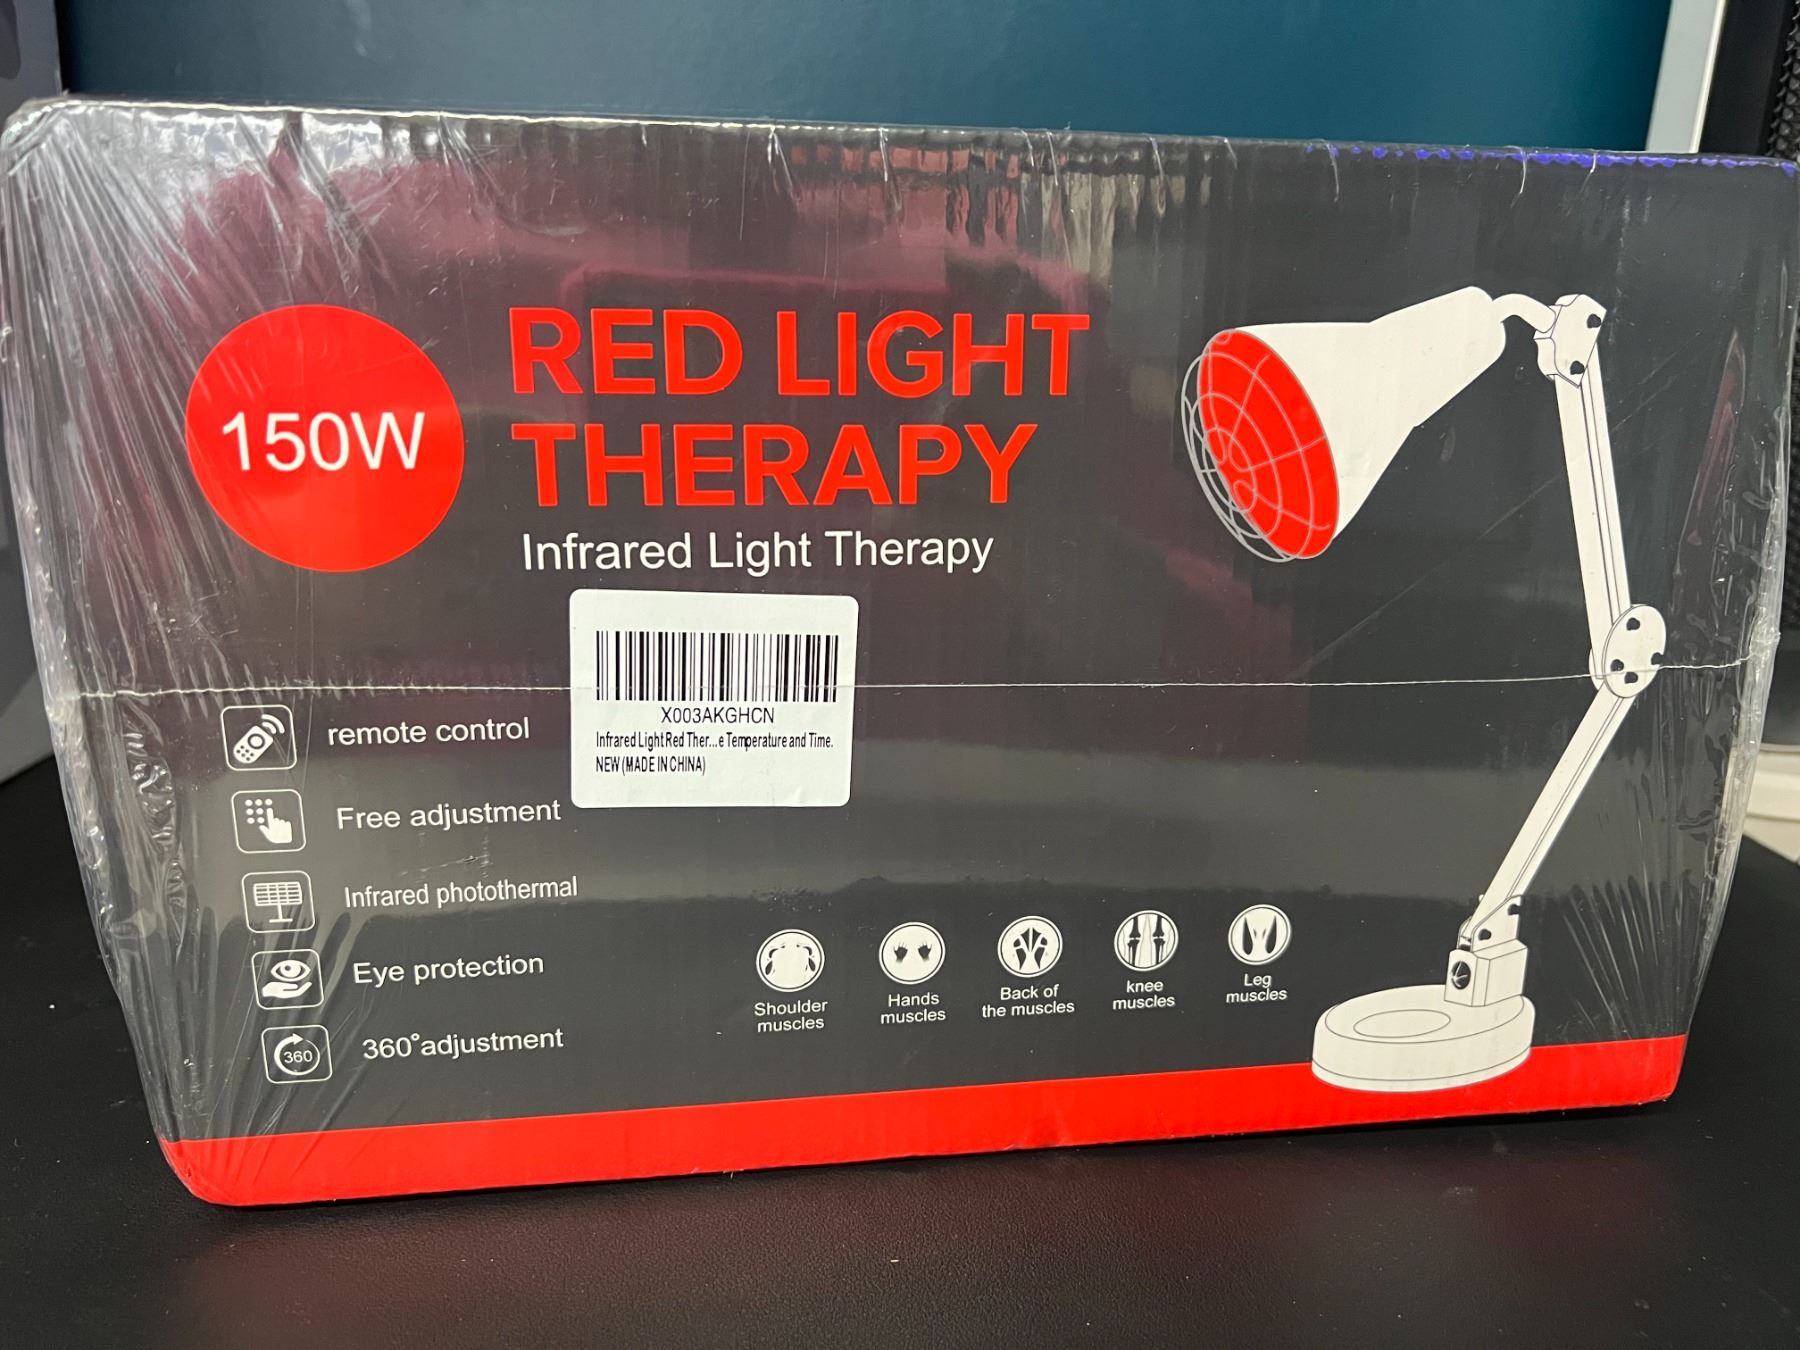 150W
RED LIGHT
THERAPY
Infrared Light Therapy
X003AKGHCN
Infrared Light Red Ther...e Temperature and Time.
NEW (MADE IN CHINA)
remote control
Free adjustment
Infrared photothermal
Eye protection
360
360°adjustment
Shoulder
muscles
Hands
muscles
Back of
the muscles
knee
muscles
Leg
muscles